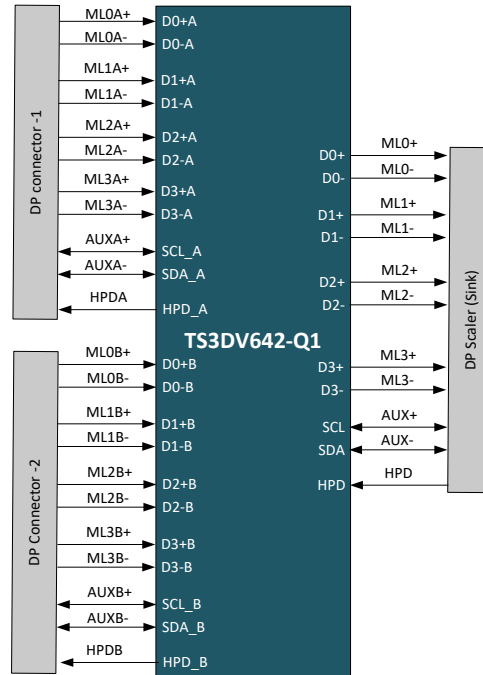 DP connector -1
ML0A+
D0+A
ML0A-
D0-A
ML1A+
D1+A
ML1A-
D1-A
ML2A+
D2+A
ML2A-
D2-A
ML3A+
D3+A
ML3A-
D3-A
AUXA+
SCL_A
AUXA-
SDA_A
HPDA
HPD_A
TS3DV642-Q1
DP Connector -2
ML0B+
D0+B
ML0B-
D0-B
ML1B+
D1+B
ML1B-
D1-B
ML2B+
D2+B
ML2B-
D2-B
ML3B+
D3+B
ML3B-
D3-B
AUXB+
SCL_B
AUXB-
SDA_B
HPDB
HPD_B
D0+
ML0+
D0-
ML0-
D1+
ML1+
D1-
ML1-
D2+
ML2+
D2-
ML2-
D3+
ML3+
D3-
ML3-
SCL
AUX+
SDA
AUX-
HPD
HPD
DP Scaler (Sink)